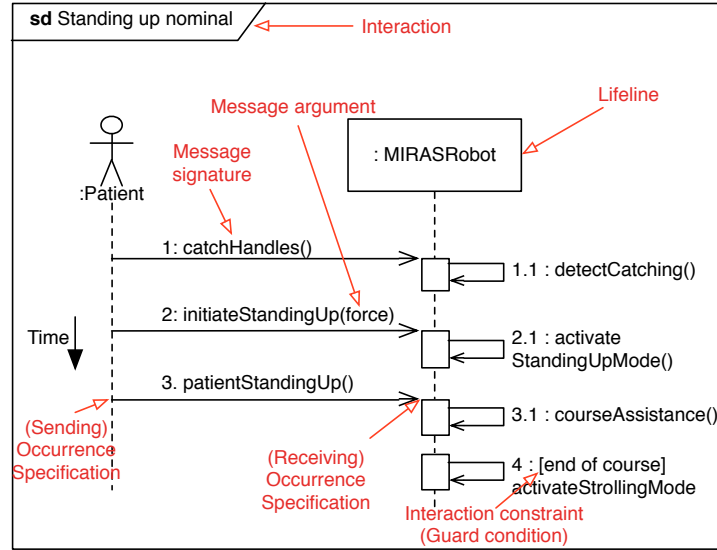 sd Standing up nominal
Interaction
Message argument
Lifeline
Message
signature
: MIRASRobot
:Patient
1: catchHandles()
1.1 : detectCatching()
2: initiateStandingUp(force)
Time
2.1 : activate
StandingUpMode()
3. patientStandingUp()
3.1 : courseAssistance()
(Sending)
Occurrence
Specification
(Receiving)
Occurrence
Specification
4 : [end of course]
activateStrollingMode
Interaction constraint
(Guard condition)